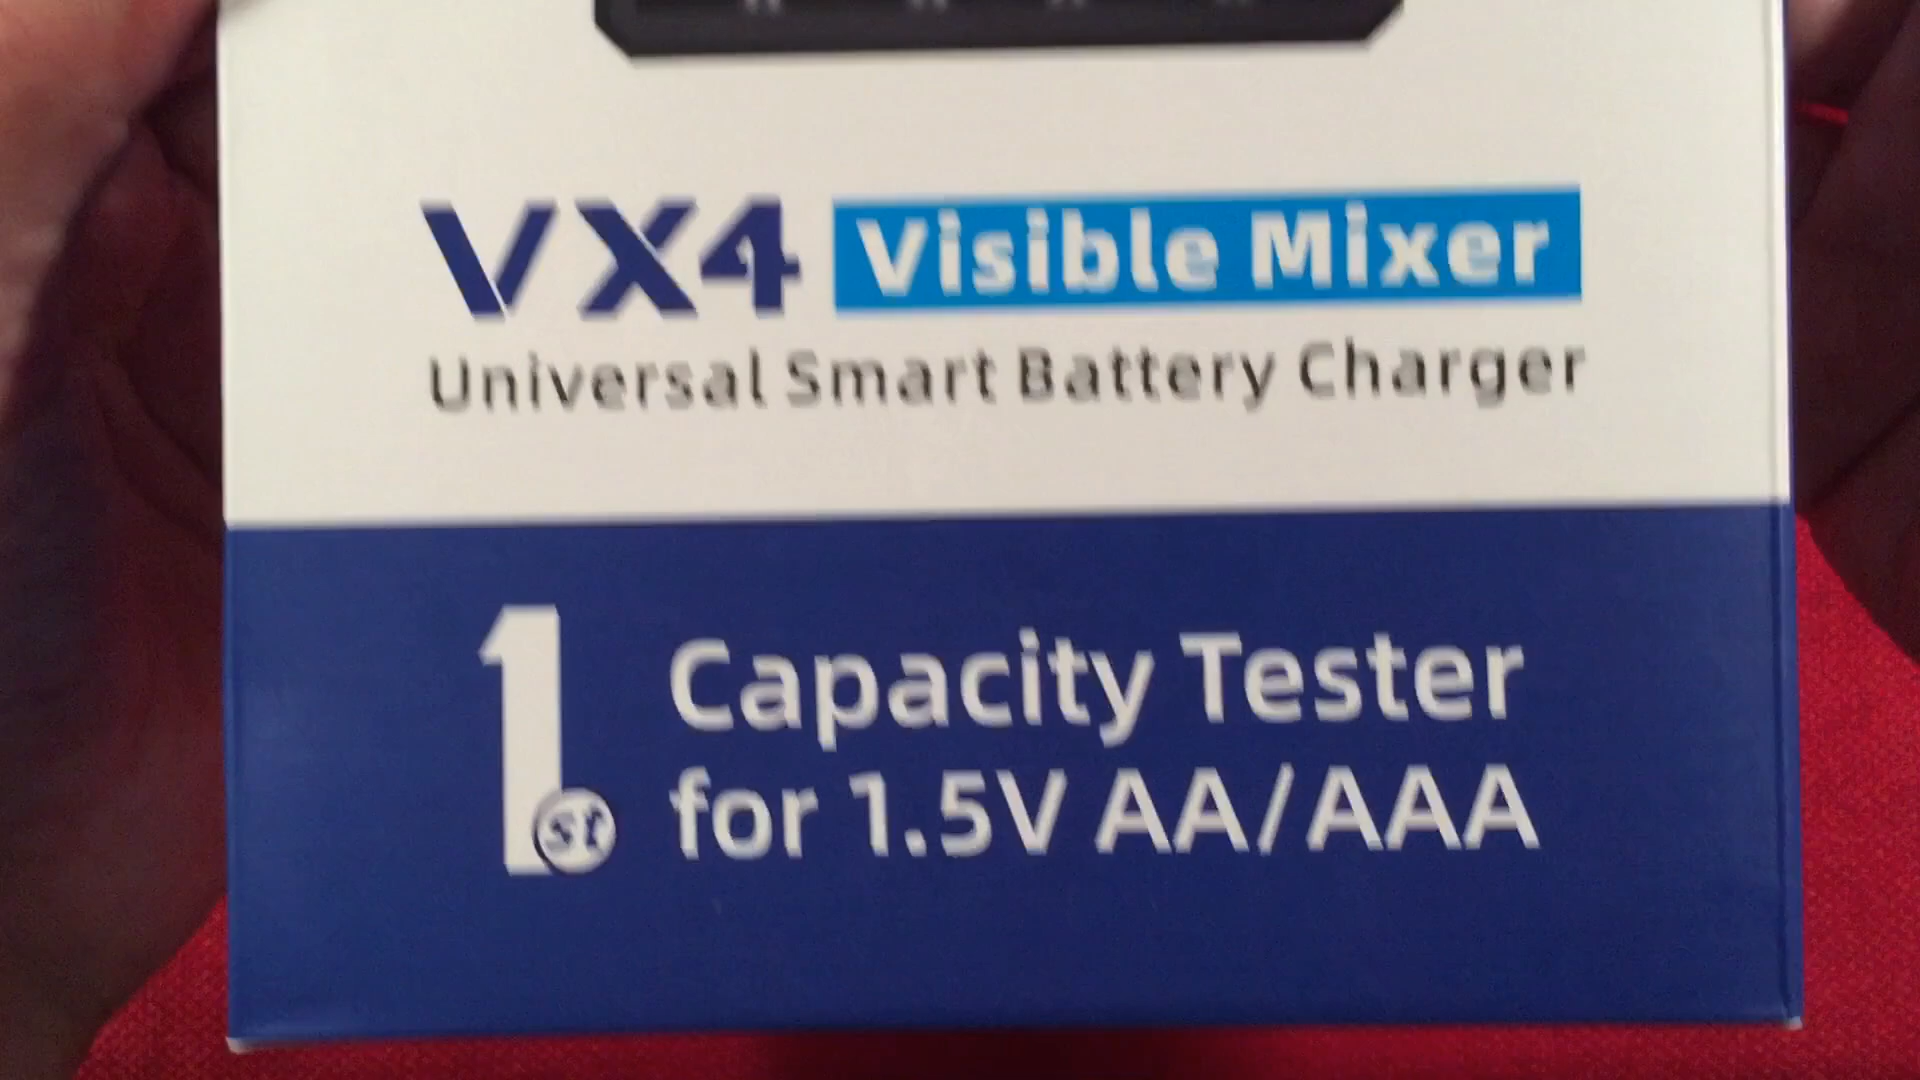 VX4 Visible Mixer
Universal Smart Battery Charger
1st
Capacity Tester
for 1.5V AA/AAA